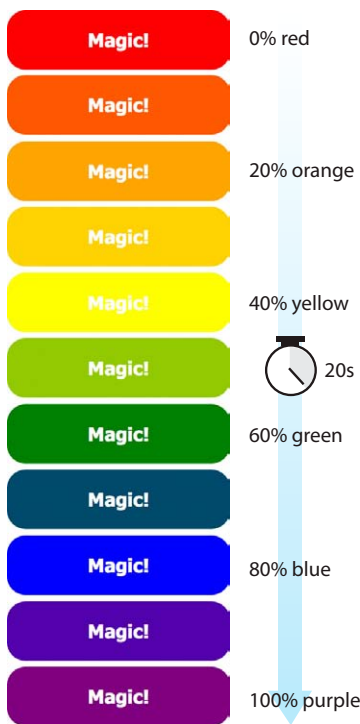 Magic! 0% red
Magic!
Magic! 20% orange
Magic!
Magic! 40% yellow
Magic! 20s
Magic! 60% green
Magic!
Magic! 80% blue
Magic!
Magic! 100% purple